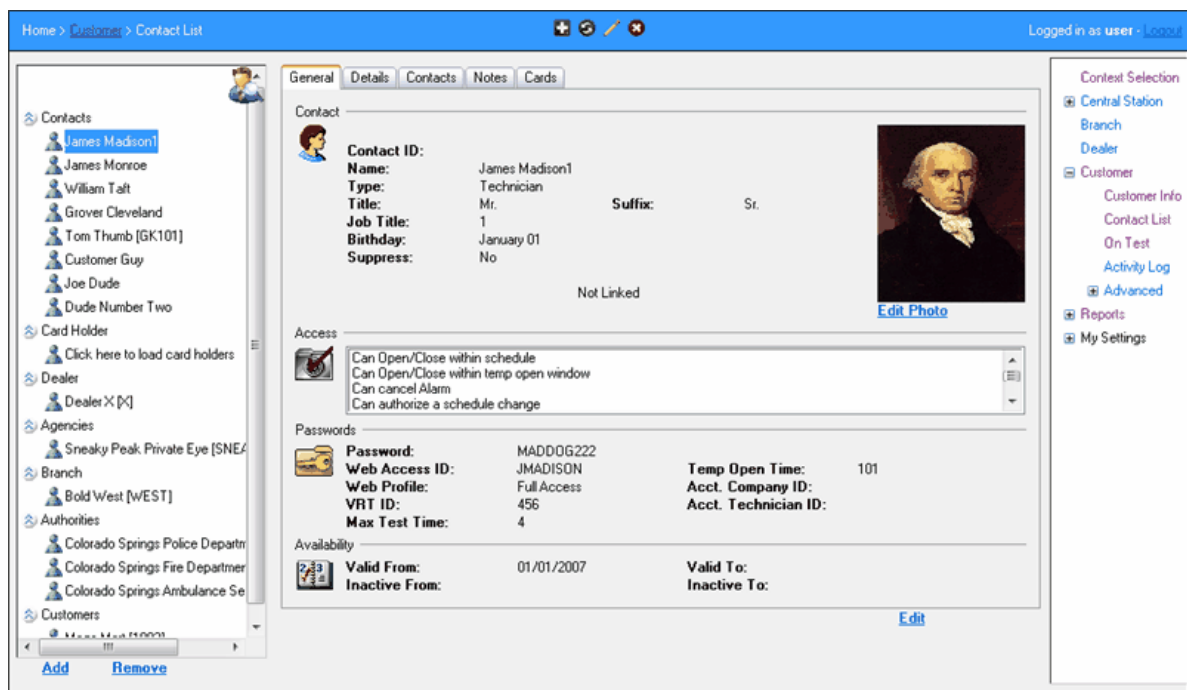 Home > Customer > Contact List
Logged in as user - Logout
Contacts
James Madison1
James Monroe
William Taft
Grover Cleveland
Tom Thumb [GK101]
Customer Guy
Joe Dude
Dude Number Two
Card Holder
Click here to load card holders
Dealer
Dealer X [X]
Agencies
Sneaky Peak Private Eye [SNEA
Branch
Bold West [WEST]
Authorities
Colorado Springs Police Departm
Colorado Springs Fire Departmer
Colorado Springs Ambulance Se
Customers
Add Remove
General Details Contacts Notes Cards
Contact
Contact ID:
Name: James Madison1
Type: Technician
Title: Mr. Suffix: Sr.
Job Title: 1
Birthday: January 01
Suppress: No
Not Linked
Edit Photo
Access
Can Open/Close within schedule
Can Open/Close within temp open window
Can cancel Alarm
Can authorize a schedule change
Passwords
Password: MADDOG222
Web Access ID: JMADISON Temp Open Time: 101
Web Profile: Full Access Acct. Company ID:
VRT ID: 456 Acct. Technician ID:
Max Test Time: 4
Availability
Valid From: 01/01/2007 Valid To:
Inactive From: Inactive To:
Edit
Context Selection
Central Station
Branch
Dealer
Customer
Customer Info
Contact List
On Test
Activity Log
Advanced
Reports
My Settings